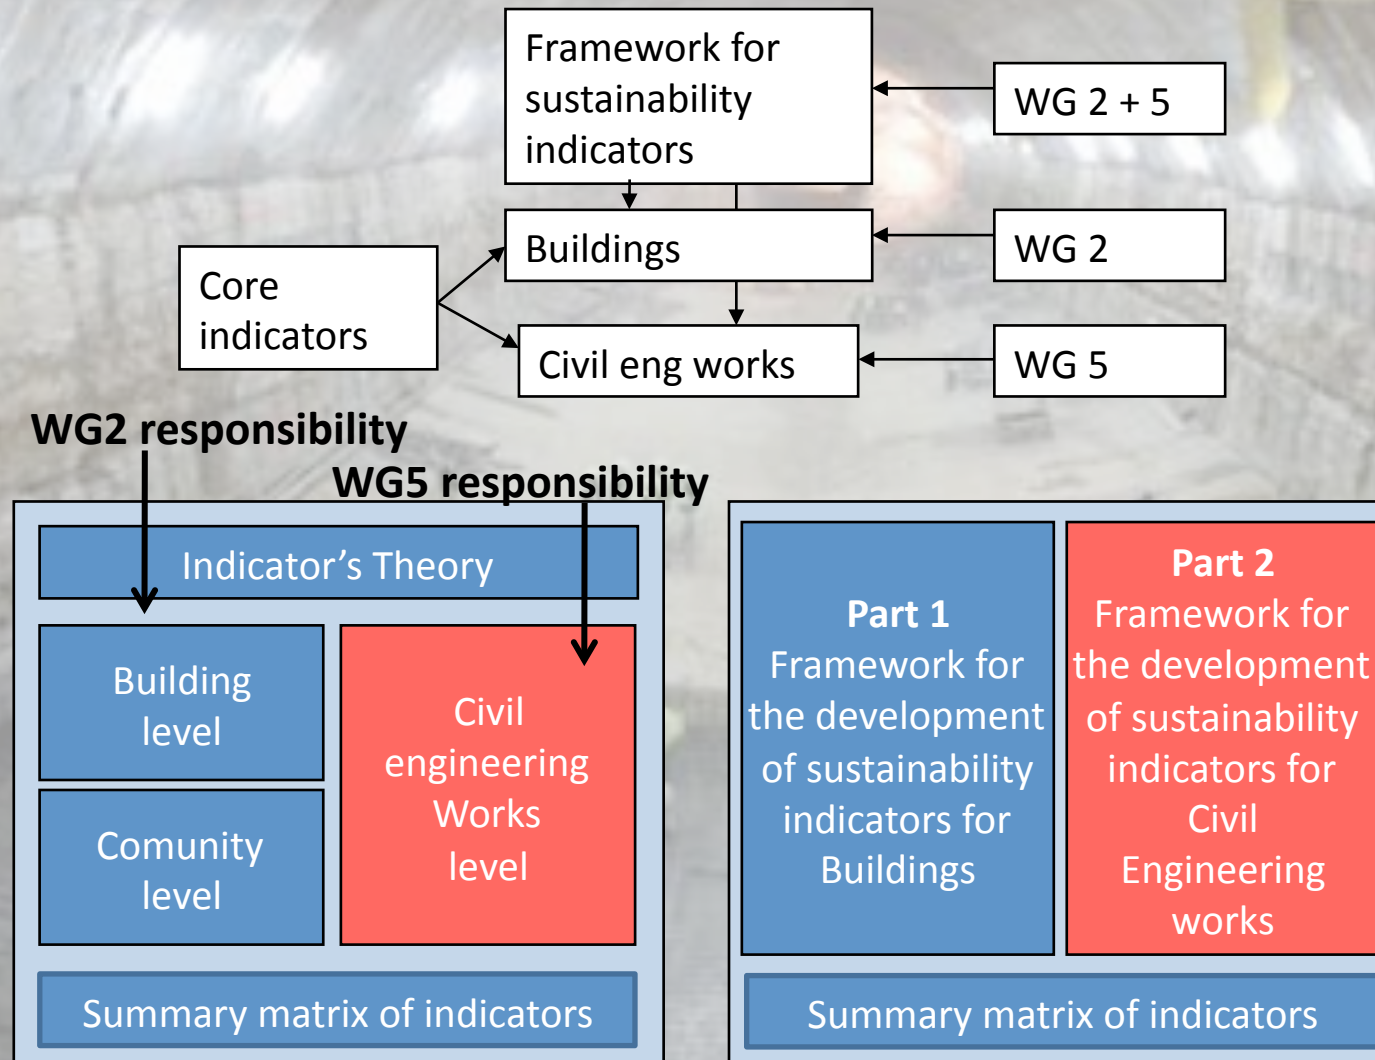 Framework for
sustainability
indicators
WG 2 + 5
Buildings
WG 2
Core
indicators
Civil eng works
WG 5
WG2 responsibility
WG5 responsibility
Indicator’s Theory
Building
level
Comunity
level
Civil
engineering
Works
level
Summary matrix of indicators
Part 1
Framework for
the development
of sustainability
indicators for
Buildings
Part 2
Framework for
the development
of sustainability
indicators for
Civil
Engineering
works
Summary matrix of indicators